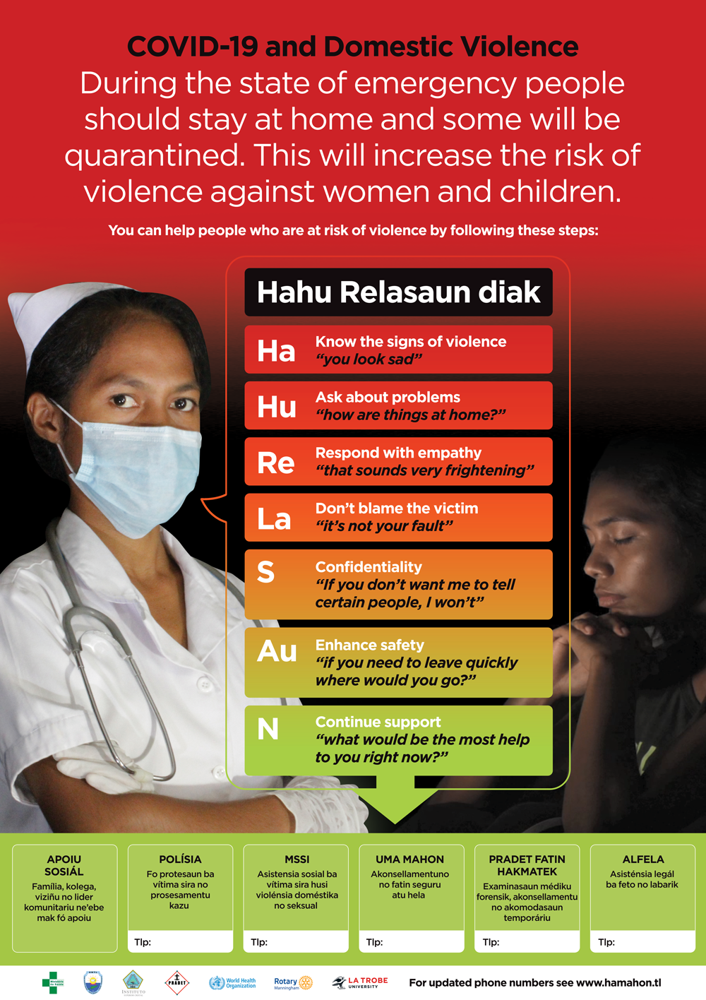 COVID-19 and Domestic Violence
During the state of emergency people
should stay at home and some will be
quarantined. This will increase the risk of
violence against women and children.
You can help people who are at risk of violence by following these steps:
Hahu Relasaun diak
Ha
Know the signs of violence
“you look sad”
Hu
Ask about problems
“how are things at home?”
Re
Respond with empathy
“that sounds very frightening”
La
Don’t blame the victim
“it’s not your fault”
S
Confidentiality
“If you don’t want me to tell
certain people, I won’t”
Au
Enhance safety
“if you need to leave quickly
where would you go?”
N
Continue support
“what would be the most help
to you right now?”
APOIU
SOSIÁL
Família, kolega,
viziñu no lider
komunitariu ne’ebe
mak fó apoiu
POLÍSIA
Fo protesaun ba
vítima sira no
prosesamentu
kazu
Tlp:
MSSI
Asistensia sosial ba
vítima sira husi
violénsia doméstika
no seksual
Tlp:
UMA MAHON
Akonsellamentuno
no fatin seguru
atu hela
Tlp:
PRADET FATIN
HAKMATEK
Examinasaun médiku
forensik, akonsellamentu
no akomodasaun
temporáriu
Tlp:
ALFELA
Asisténsia legál
ba feto no labarik
Tlp:
PRADET
World Health
Organization
Rotary
Manningham
LA TROBE
UNIVERSITY
INSTITUTO
For updated phone numbers see www.hamahon.tl